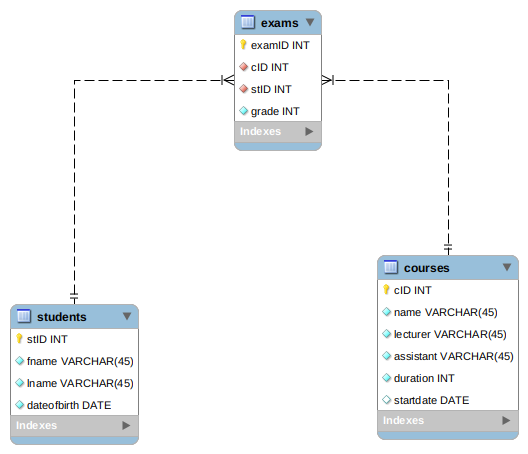 exams
examID INT
cID INT
stID INT
grade INT
Indexes
students
stID INT
fname VARCHAR(45)
lname VARCHAR(45)
dateofbirth DATE
Indexes
courses
cID INT
name VARCHAR(45)
lecturer VARCHAR(45)
assistant VARCHAR(45)
duration INT
startdate DATE
Indexes